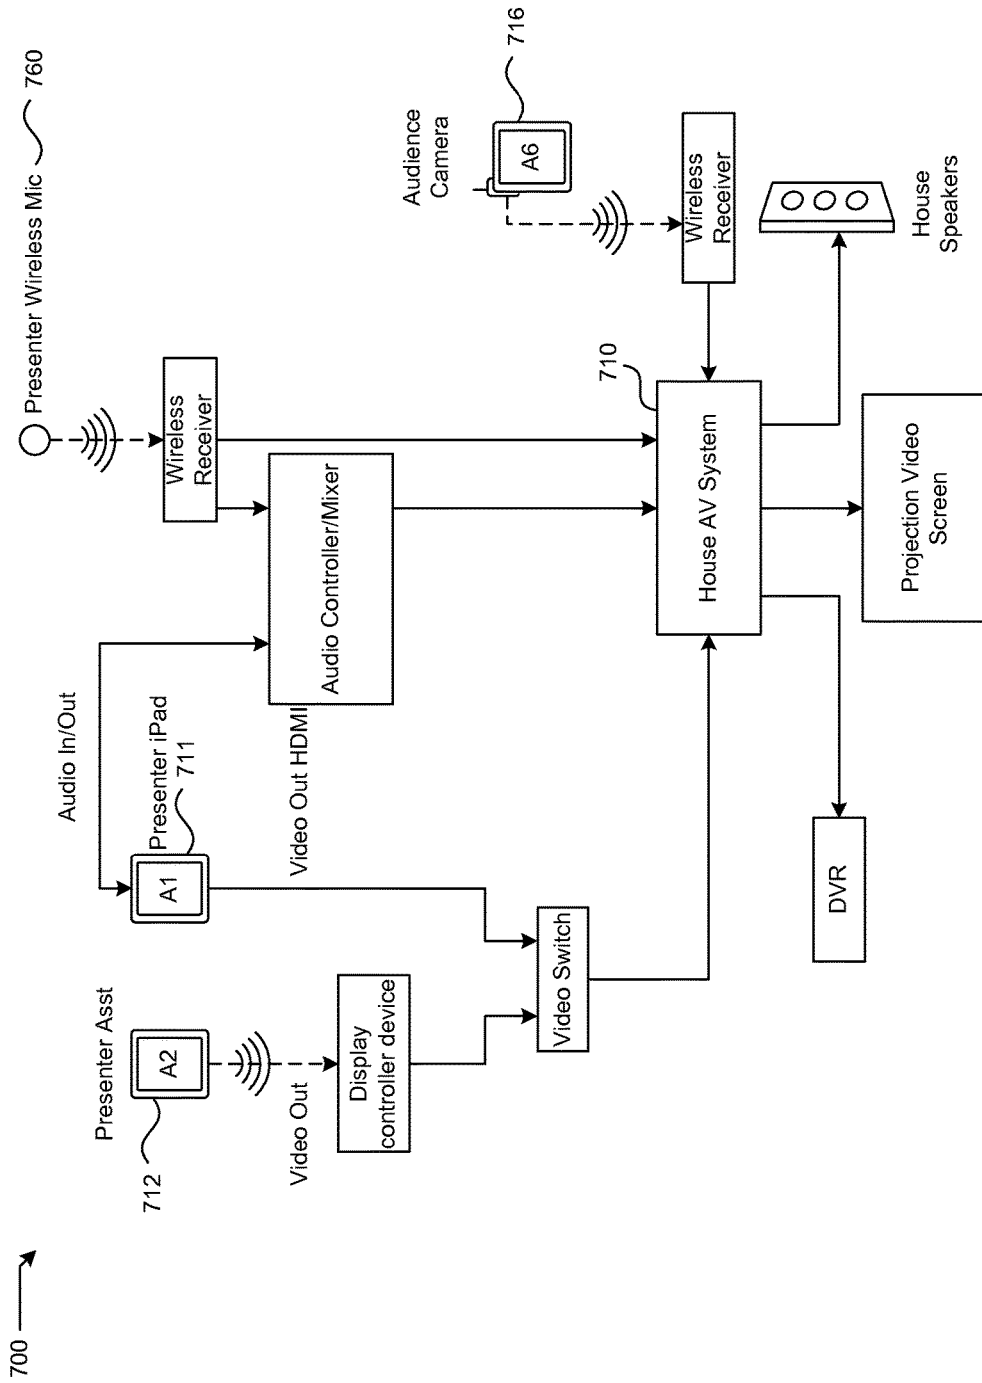 700
Presenter Asst
A2
712
Video Out
Display
controller device
Audio In/Out
Presenter iPad
711
A1
Video Out HDMI
Video Switch
Presenter Wireless Mic
760
Wireless
Receiver
Audio Controller/Mixer
Audience
Camera
716
A6
Wireless
Receiver
710
House AV System
House
Speakers
Projection Video
Screen
DVR